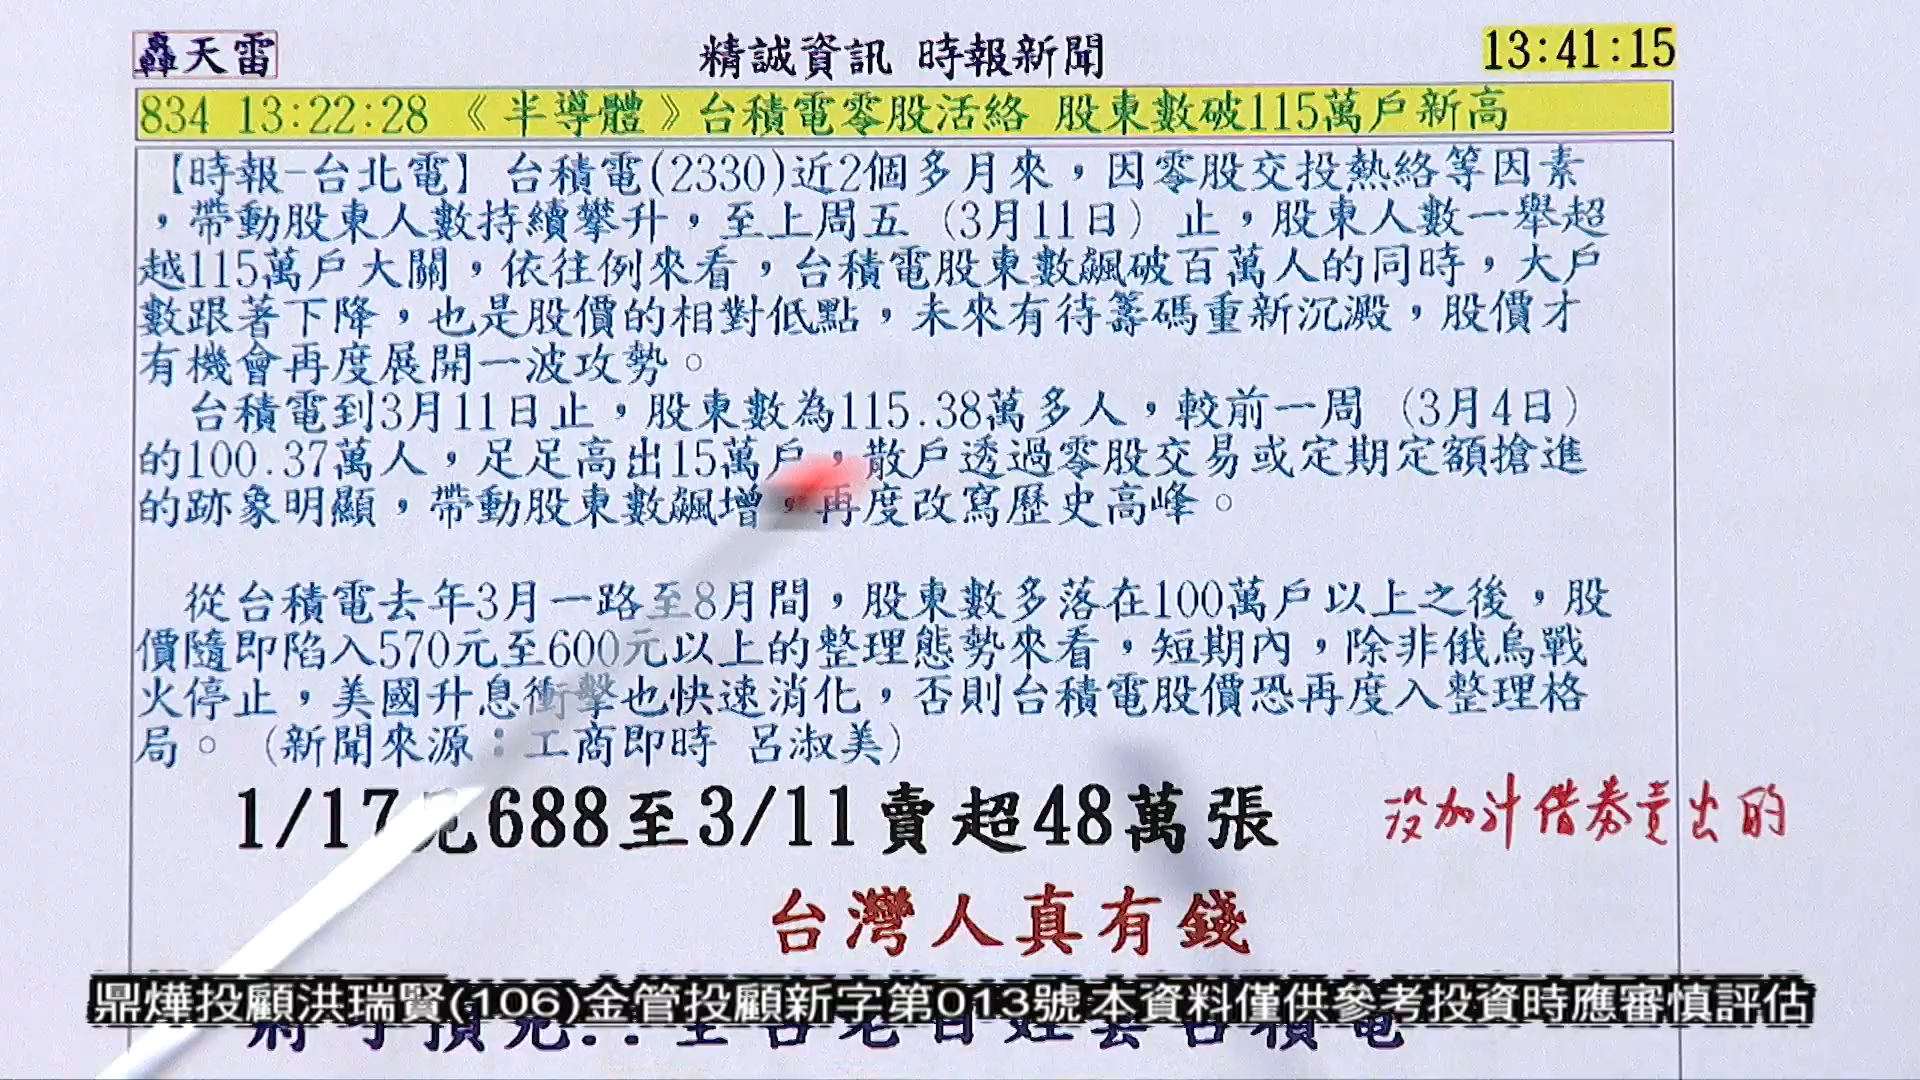 轟天雷 精誠資訊 時報新聞 13:41:15
834 13:22:28 《半導體》台積電零股活絡 股東數破115萬戶新高
【時報-台北電】台積電(2330)近2個多月來，因零股交投熱絡等因素
，帶動股東人數持續攀升，至上周五（3月11日）止，股東人數一舉超
越115萬戶大關，依往例來看，台積電股東數飆破百萬人的同時，大戶
數跟著下降，也是股價的相對低點，未來有待籌碼重新沉澱，股價才
有機會再度展開一波攻勢。
台積電到3月11日止，股東數為115.38萬多人，較前一周（3月4日）
的100.37萬人，足足高出15萬戶，散戶透過零股交易或定期定額搶進
的跡象明顯，帶動股東數飆增，再度改寫歷史高峰。
從台積電去年3月一路至8月間，股東數多落在100萬戶以上之後，股
價隨即陷入570元至600元以上的整理態勢來看，短期內，除非俄烏戰
火停止，美國升息衝擊也快速消化，否則台積電股價恐再度入整理格
局。（新聞來源：工商即時 呂淑美）
1/17見688至3/11賣超48萬張 沒加計借券賣出的
台灣人真有錢
鼎燁投顧洪瑞賢(106)金管投顧新字第013號 本資料僅供參考投資時應審慎評估